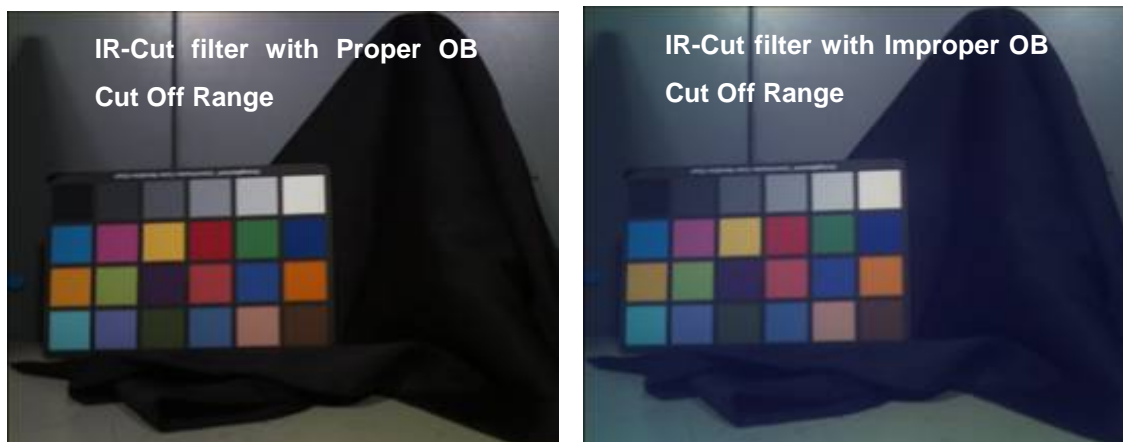 IR-Cut filter with Proper OB
Cut Off Range
IR-Cut filter with Improper OB
Cut Off Range